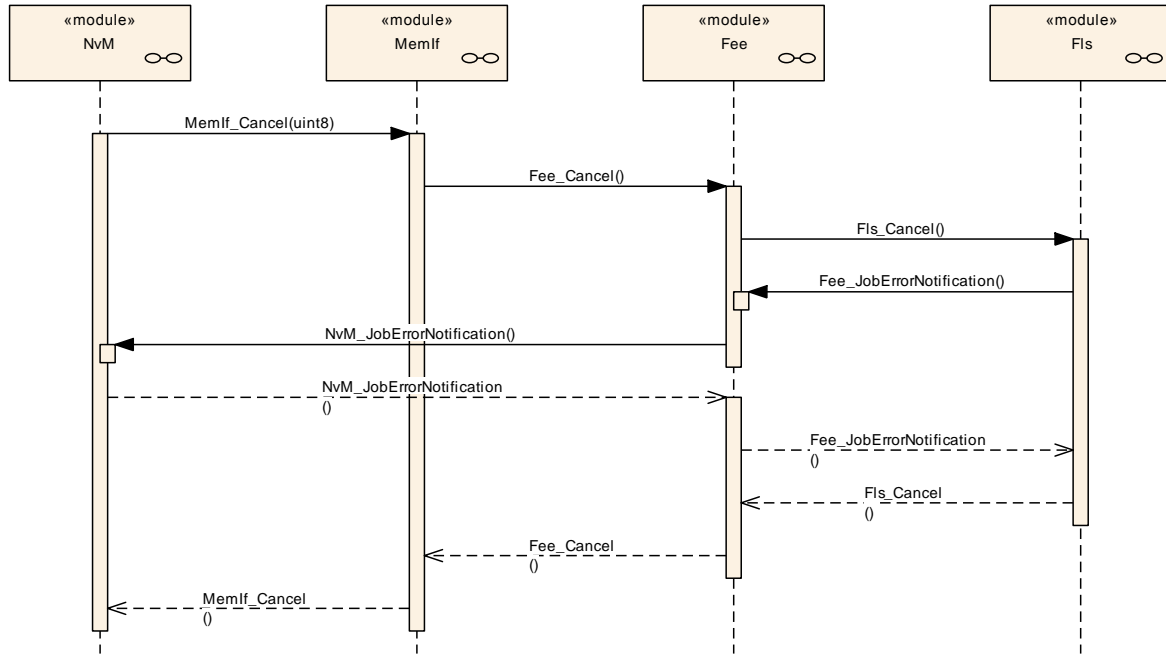 «module»
NvM
«module»
MemIf
«module»
Fee
«module»
Fls
MemIf_Cancel(uint8)
Fee_Cancel()
Fls_Cancel()
Fee_JobErrorNotification()
NvM_JobErrorNotification()
NvM_JobErrorNotification
()
Fee_JobErrorNotification
()
Fls_Cancel
()
Fee_Cancel
()
MemIf_Cancel
()